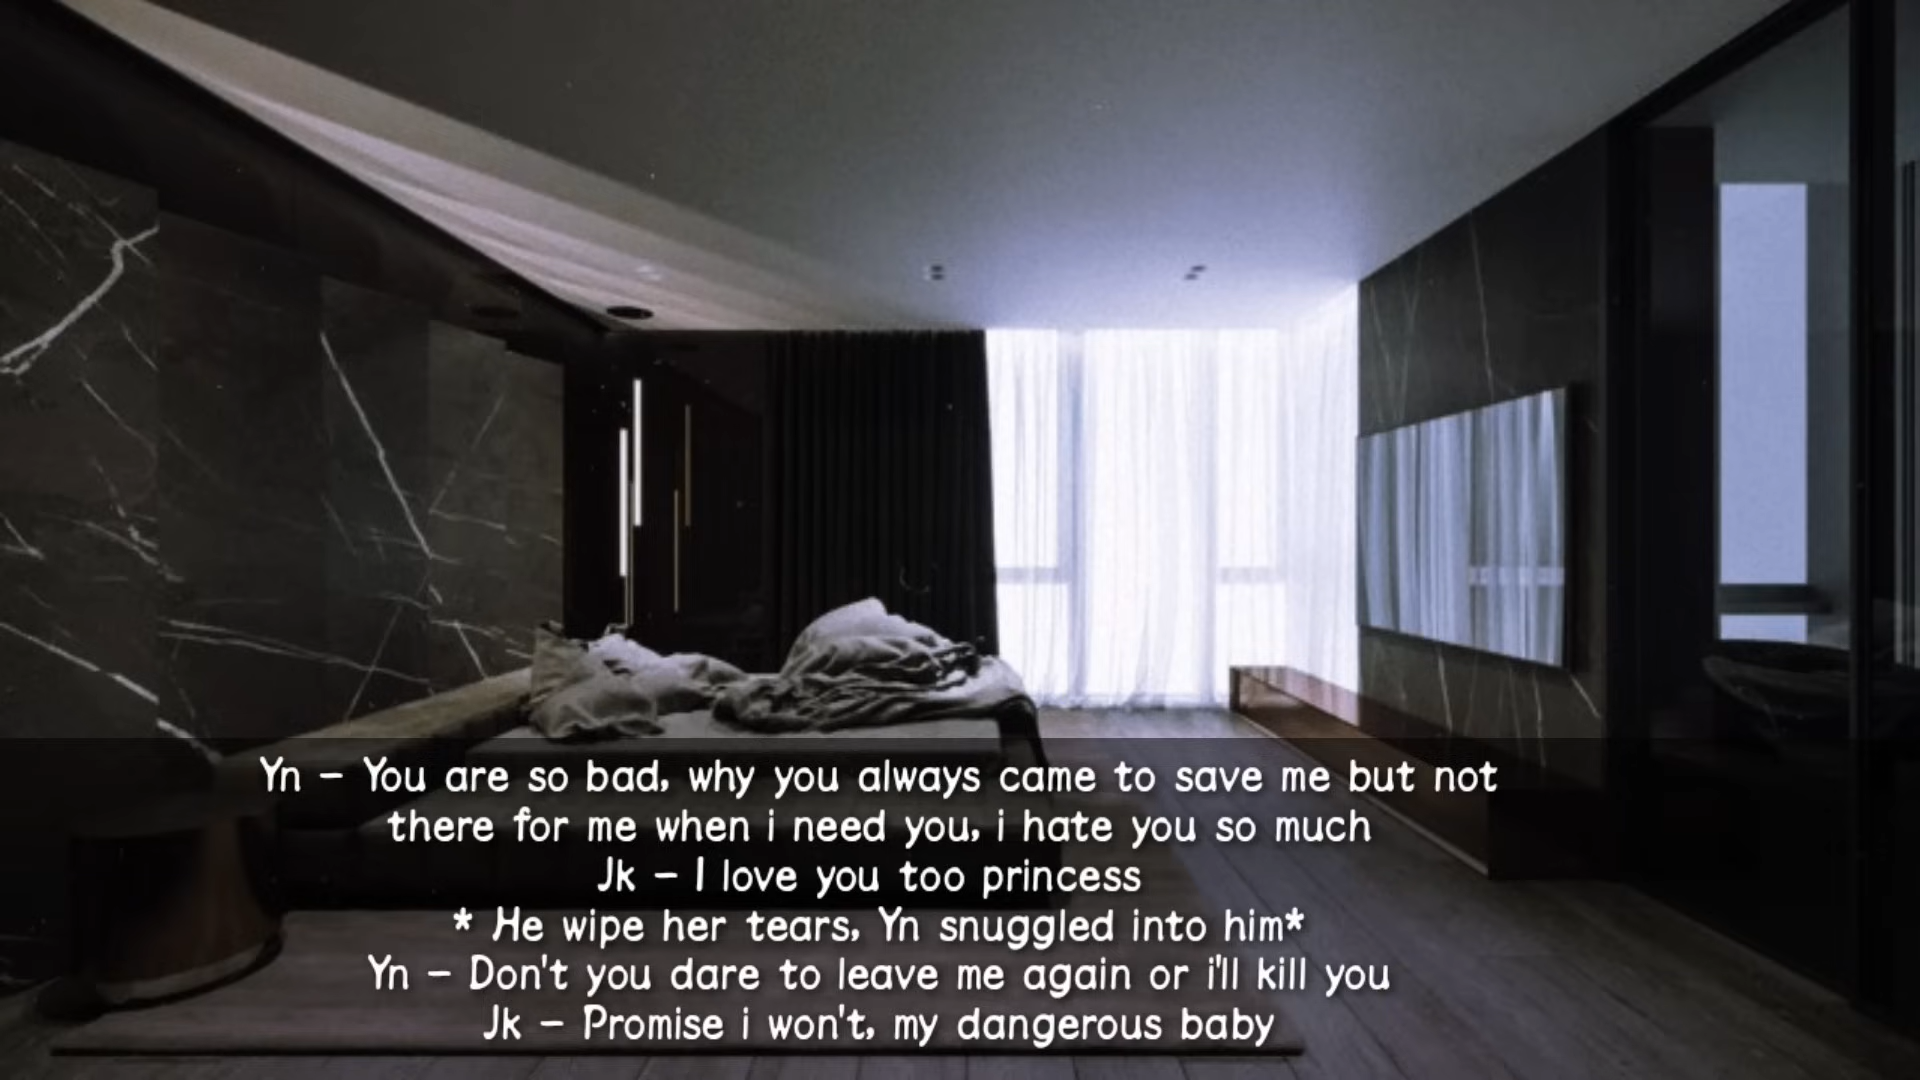 Yn - You are so bad, why you always came to save me but not
there for me when i need you, i hate you so much
Jk - I love you too princess
* He wipe her tears, Yn snuggled into him*
Yn - Don't you dare to leave me again or i'll kill you
Jk - Promise i won't, my dangerous baby